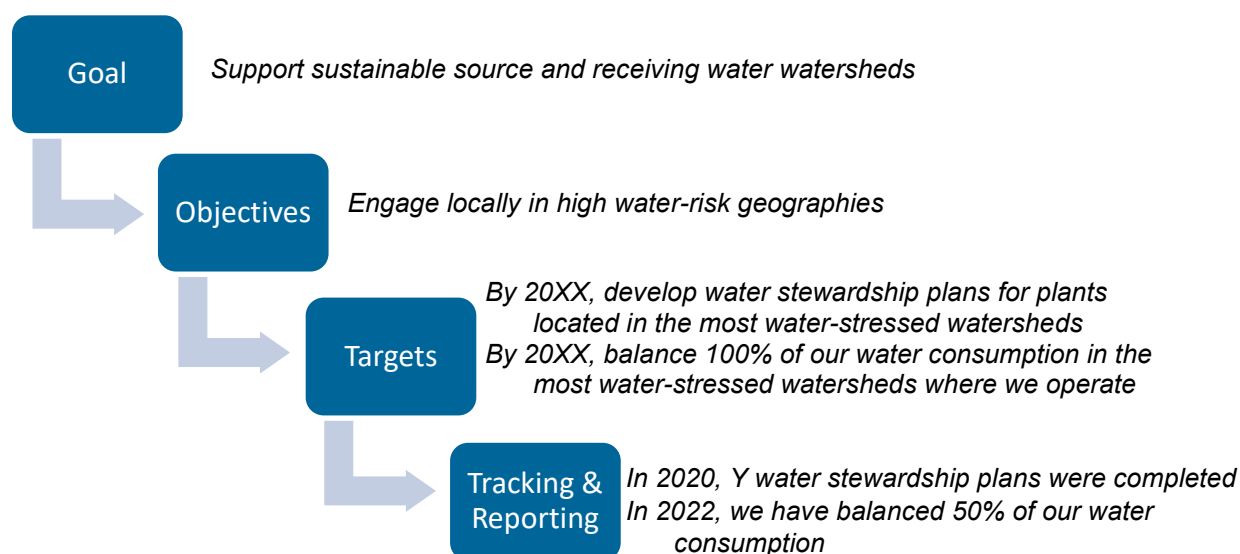 Goal
Support sustainable source and receiving water watersheds
Objectives
Engage locally in high water-risk geographies
Targets
By 20XX, develop water stewardship plans for plants
located in the most water-stressed watersheds
By 20XX, balance 100% of our water consumption in the
most water-stressed watersheds where we operate
Tracking &
Reporting
In 2020, Y water stewardship plans were completed
In 2022, we have balanced 50% of our water
consumption